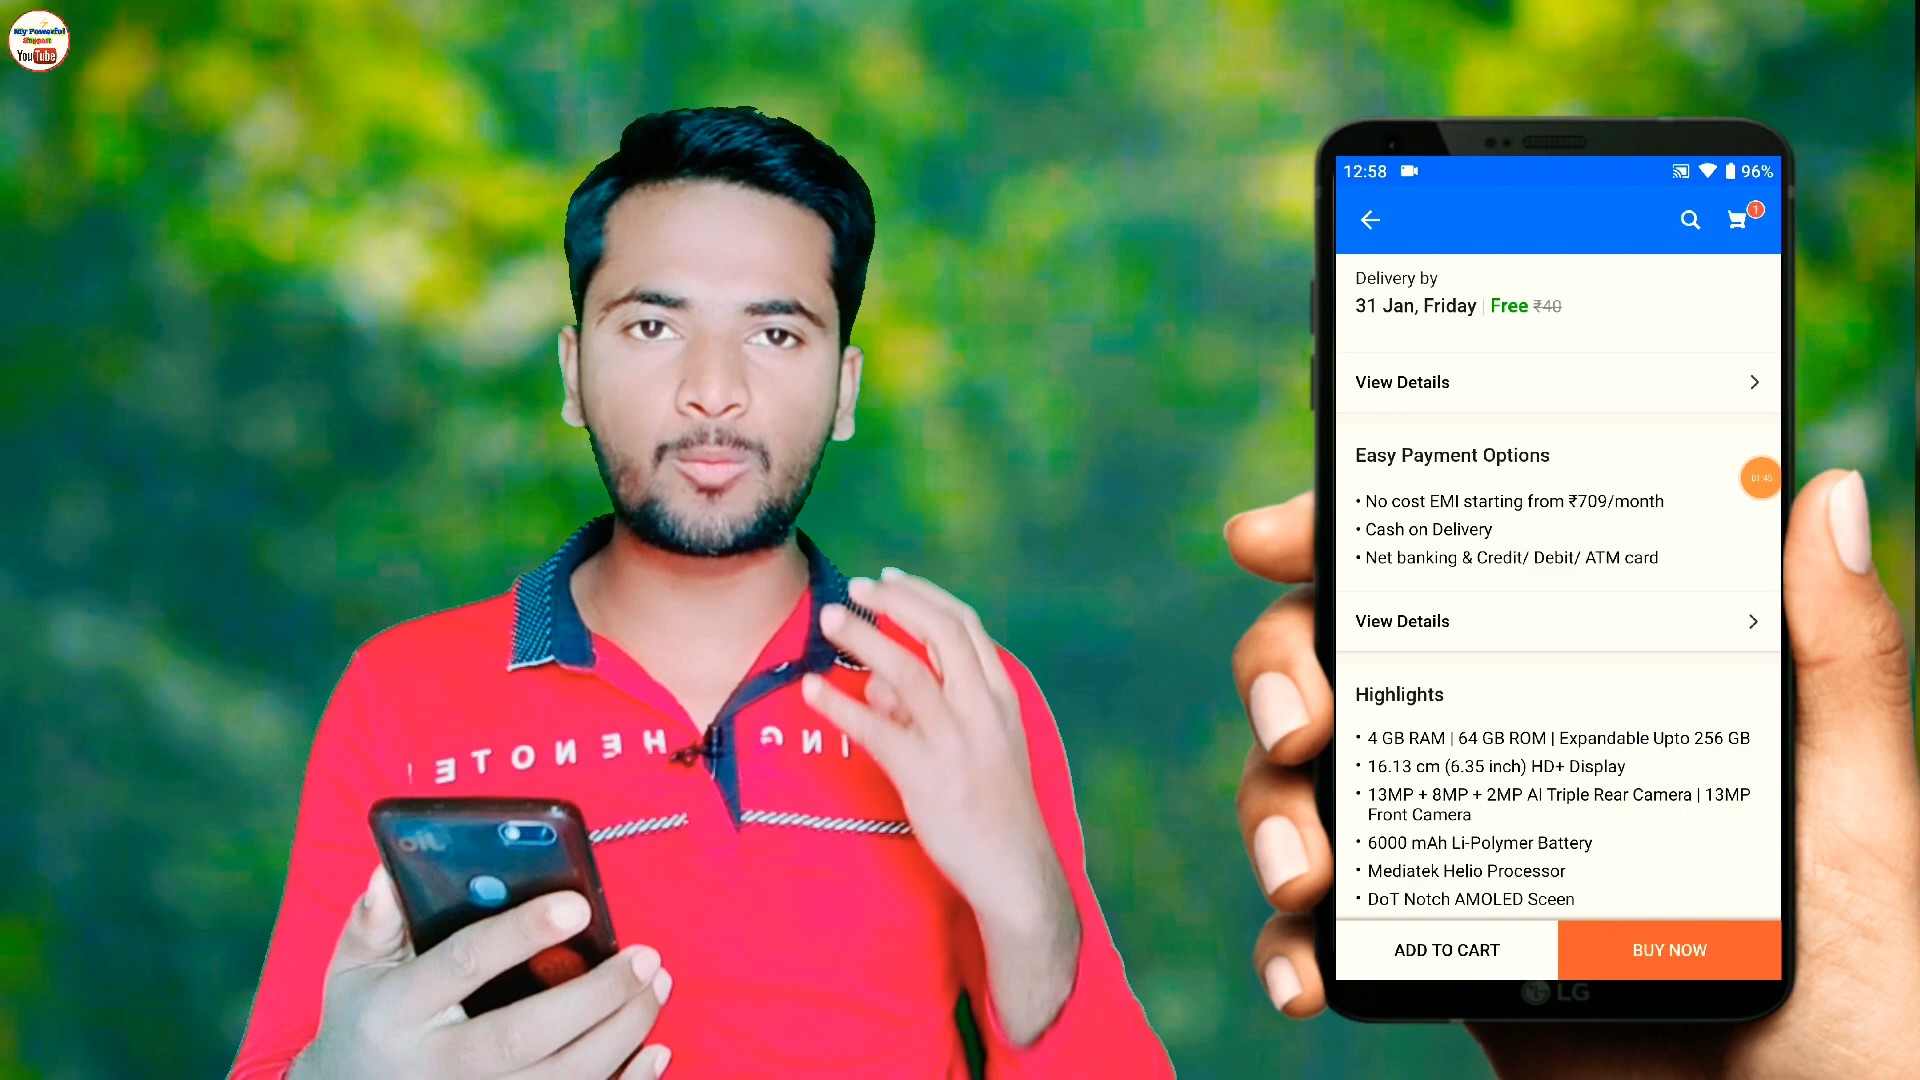 My Powerful
Support
YouTube
12:58
96%
1
Delivery by
31 Jan, Friday | Free ₹40
View Details
Easy Payment Options
01:45
• No cost EMI starting from ₹709/month
• Cash on Delivery
• Net banking & Credit/ Debit/ ATM card
View Details
Highlights
• 4 GB RAM | 64 GB ROM | Expandable Upto 256 GB
• 16.13 cm (6.35 inch) HD+ Display
• 13MP + 8MP + 2MP AI Triple Rear Camera | 13MP
Front Camera
• 6000 mAh Li-Polymer Battery
• Mediatek Helio Processor
• DoT Notch AMOLED Sceen
ADD TO CART
BUY NOW
LG
Jio